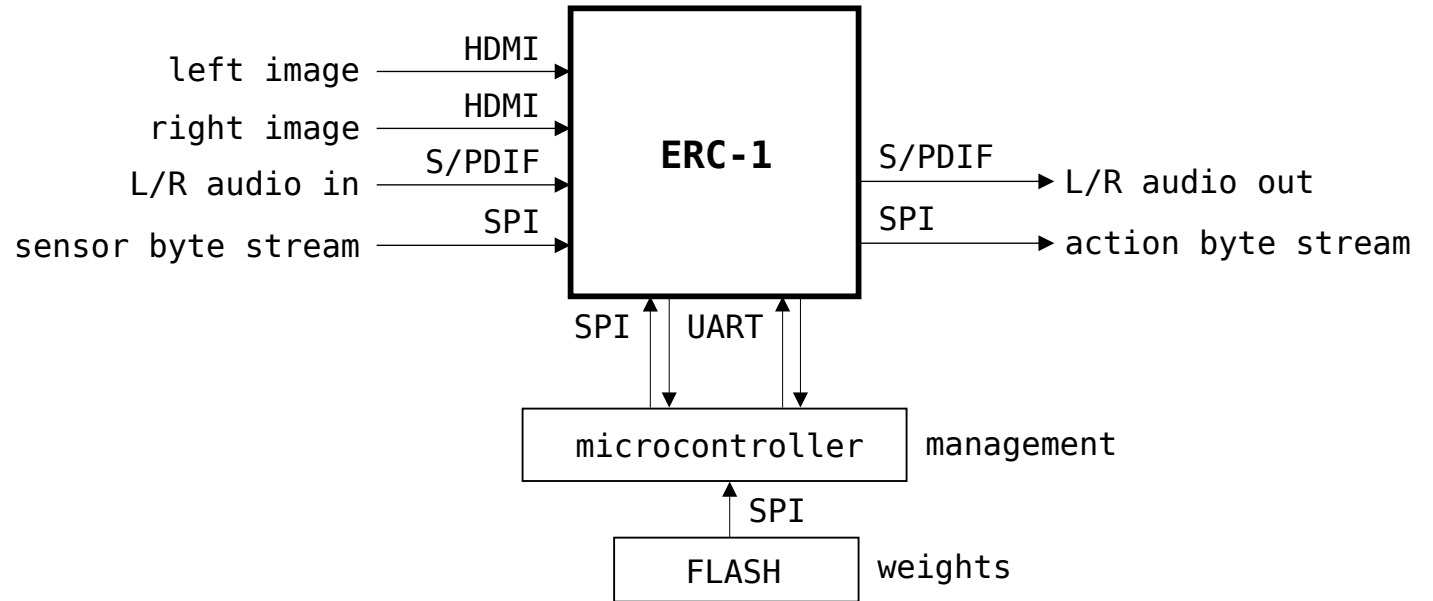 HDMI
left image
HDMI
right image
ERC-1
S/PDIF
L/R audio in
S/PDIF
L/R audio out
SPI
sensor byte stream
SPI
action byte stream
SPI
UART
microcontroller
management
SPI
FLASH
weights